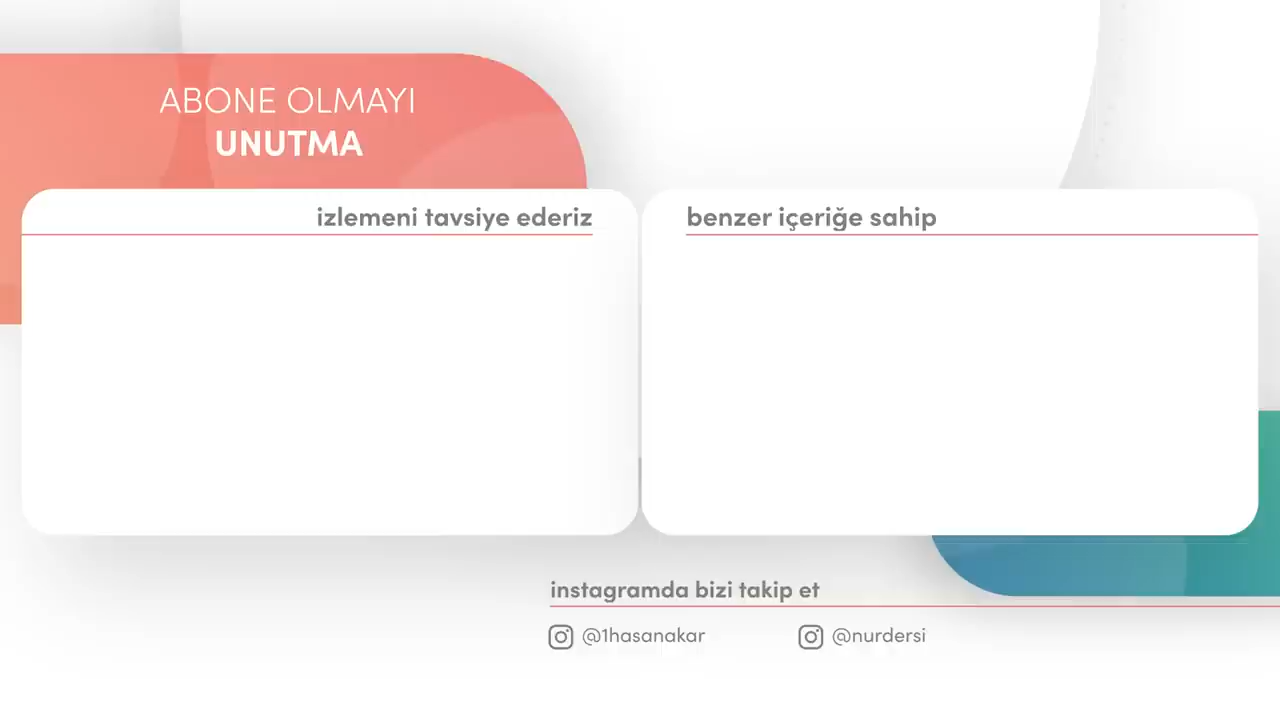 ABONE OLMAYI
UNUTMA
izlemeni tavsiye ederiz
benzer içeriğe sahip
instagramda bizi takip et
@1hasanakar
@nurdersi